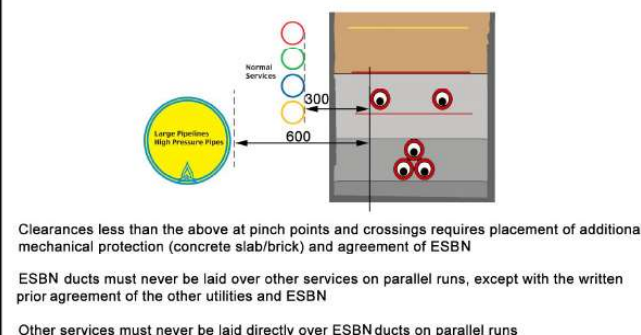 Normal
Services
300
Large Pipelines
High Pressure Pipes
600
Clearances less than the above at pinch points and crossings requires placement of additiona
mechanical protection (concrete slab/brick) and agreement of ESBN
ESBN ducts must never be laid over other services on parallel runs, except with the written
prior agreement of the other utilities and ESBN
Other services must never be laid directly over ESBN ducts on parallel runs